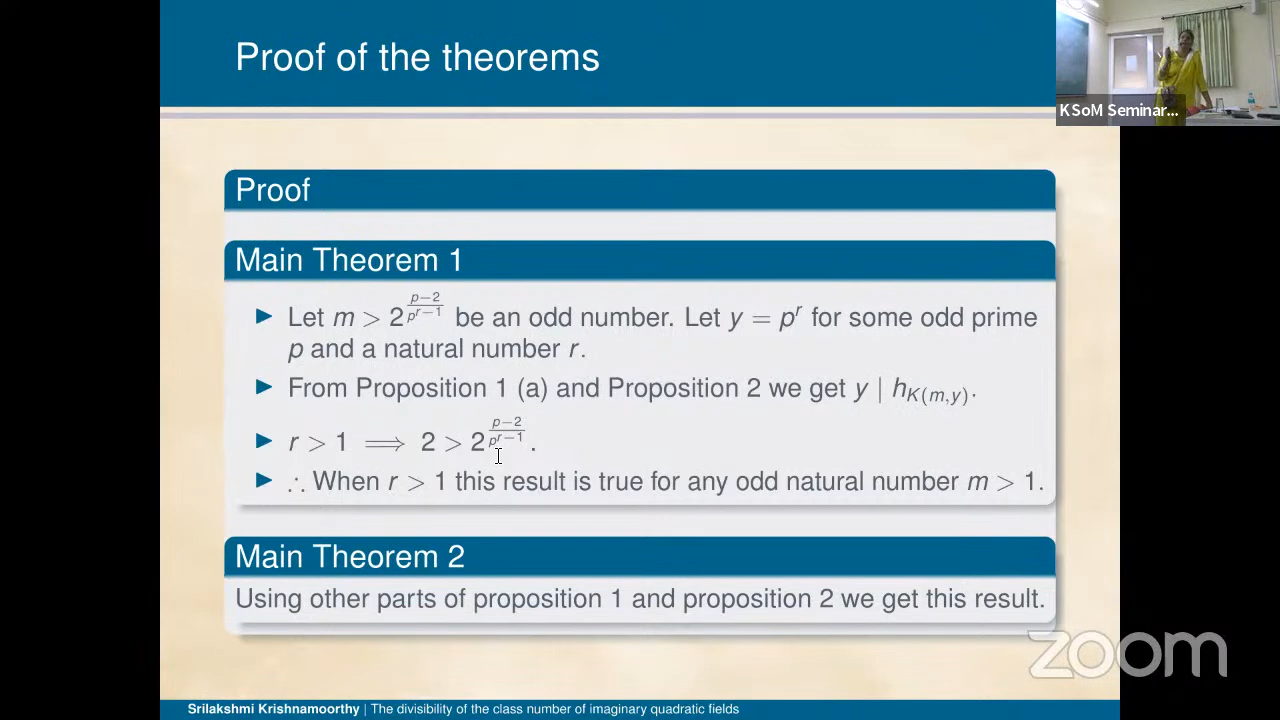 Proof of the theorems
KSoM Seminar...
Proof
Main Theorem 1
▶ Let m > 2^{\frac{p-2}{p^{r-1}}} be an odd number. Let y = p^r for some odd prime
p and a natural number r.
▶ From Proposition 1 (a) and Proposition 2 we get y | h_{K(m,y)}.
▶ r > 1 ⟹ 2 > 2^{\frac{p-2}{p^{r-1}}}.
▶ ∴ When r > 1 this result is true for any odd natural number m > 1.
Main Theorem 2
Using other parts of proposition 1 and proposition 2 we get this result.
zoom
Srilakshmi Krishnamoorthy | The divisibility of the class number of imaginary quadratic fields